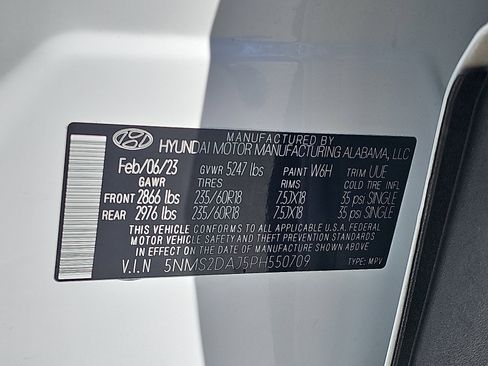 MANUFACTURED BY
HYUNDAI MOTOR MANUFACTURING ALABAMA, LLC
Feb/06/23 GVWR 5247 lbs PAINT W6H TRIM UUE
GAWR TIRES RIMS COLD TIRE INFL
FRONT 2866 lbs 235/60R18 7.5JX18 35 psi SINGLE
REAR 2976 lbs 235/60R18 7.5JX18 35 psi SINGLE
THIS VEHICLE CONFORMS TO ALL APPLICABLE U.S.A. FEDERAL
MOTOR VEHICLE SAFETY AND THEFT PREVENTION STANDARDS
IN EFFECT ON THE DATE OF MANUFACTURE SHOWN ABOVE
V.I.N 5NMS2DAJ5PH550709 TYPE: MPV